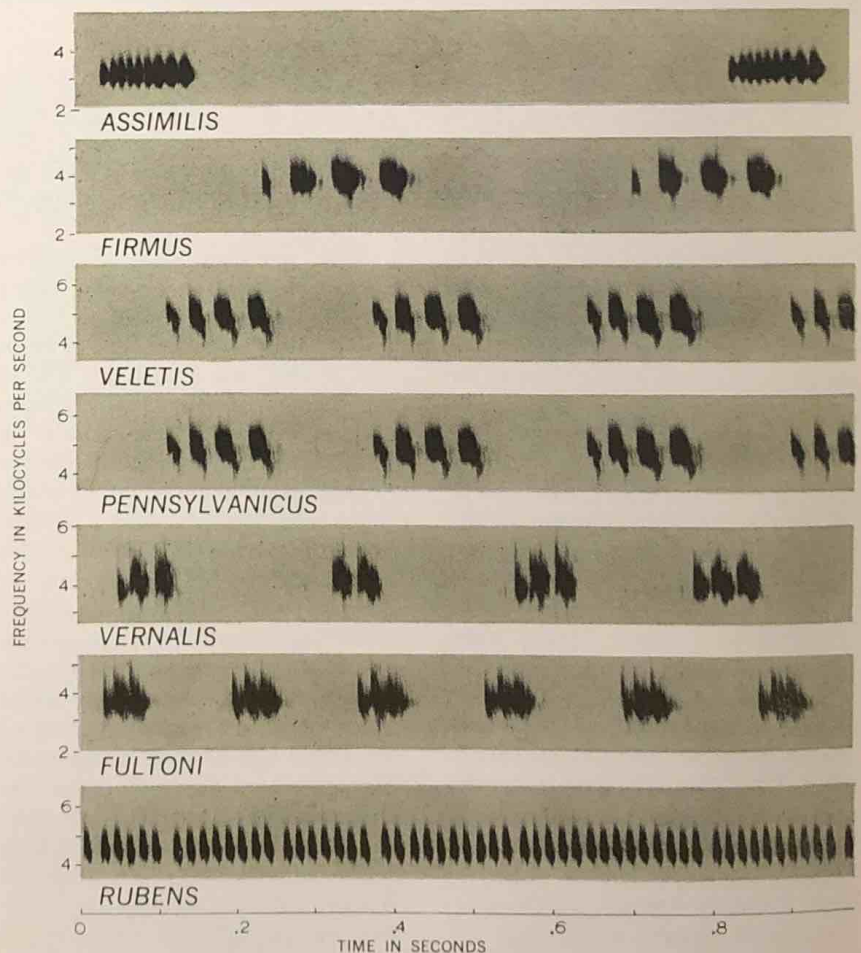 4
2
ASSIMILIS
4
2
FIRMUS
6
4
VELETIS
6
4
PENNSYLVANICUS
6
4
VERNALIS
4
2
FULTONI
6
4
RUBENS
FREQUENCY IN KILOCYCLES PER SECOND
0 .2 .4 .6 .8
TIME IN SECONDS